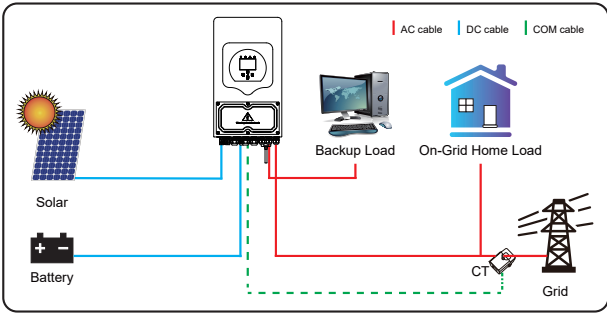 AC cable
DC cable
COM cable
Backup Load
On-Grid Home Load
Solar
Battery
CT
Grid